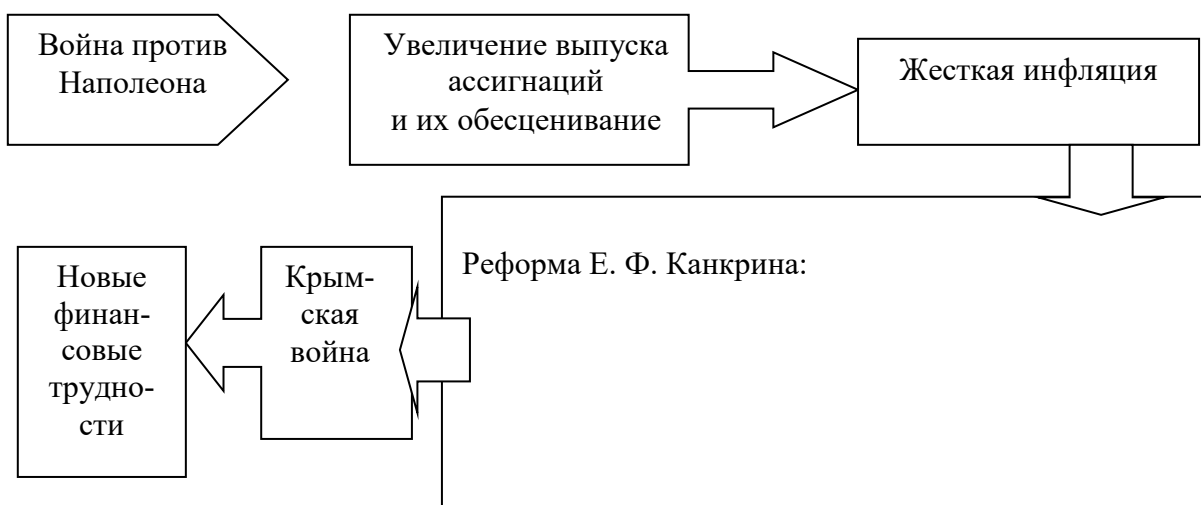 Война против
Наполеона
Увеличение выпуска
ассигнаций
и их обесценивание
Жесткая инфляция
Реформа Е. Ф. Канкрина:
Крым-
ская
война
Новые
финан-
совые
трудно-
сти